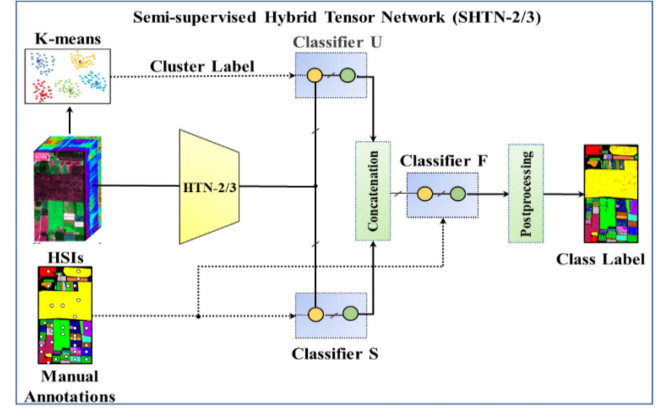 Semi-supervised Hybrid Tensor Network (SHTN-2/3)
K-means
Classifier U
Cluster Label
HTN-2/3
Concatenation
Classifier F
Postprocessing
HSIs
Class Label
Classifier S
Manual
Annotations